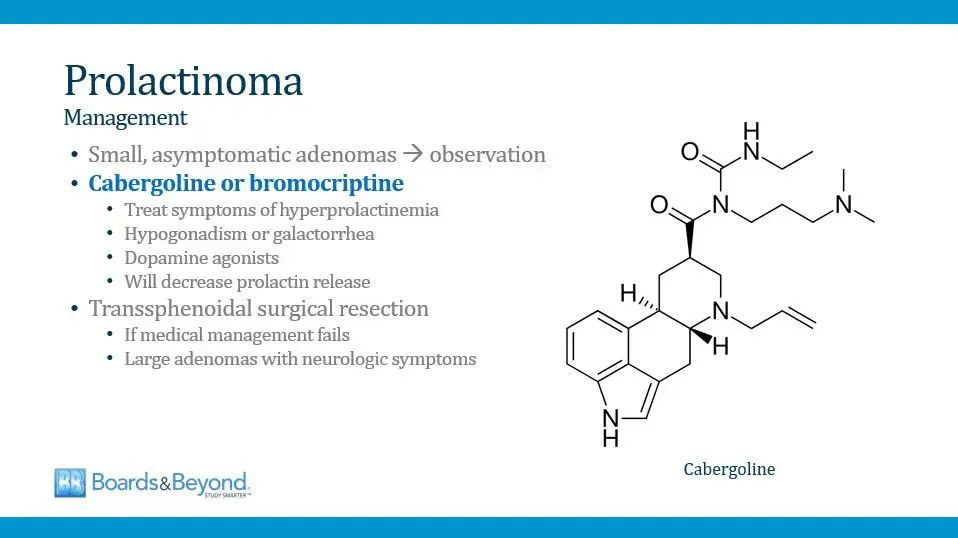 Prolactinoma
Management
• Small, asymptomatic adenomas → observation
• Cabergoline or bromocriptine
• Treat symptoms of hyperprolactinemia
• Hypogonadism or galactorrhea
• Dopamine agonists
• Will decrease prolactin release
• Transsphenoidal surgical resection
• If medical management fails
• Large adenomas with neurologic symptoms
H
O
N
O
N
N
H
N
H
N
H
Cabergoline
BB Boards&Beyond.
STUDY SMARTER™